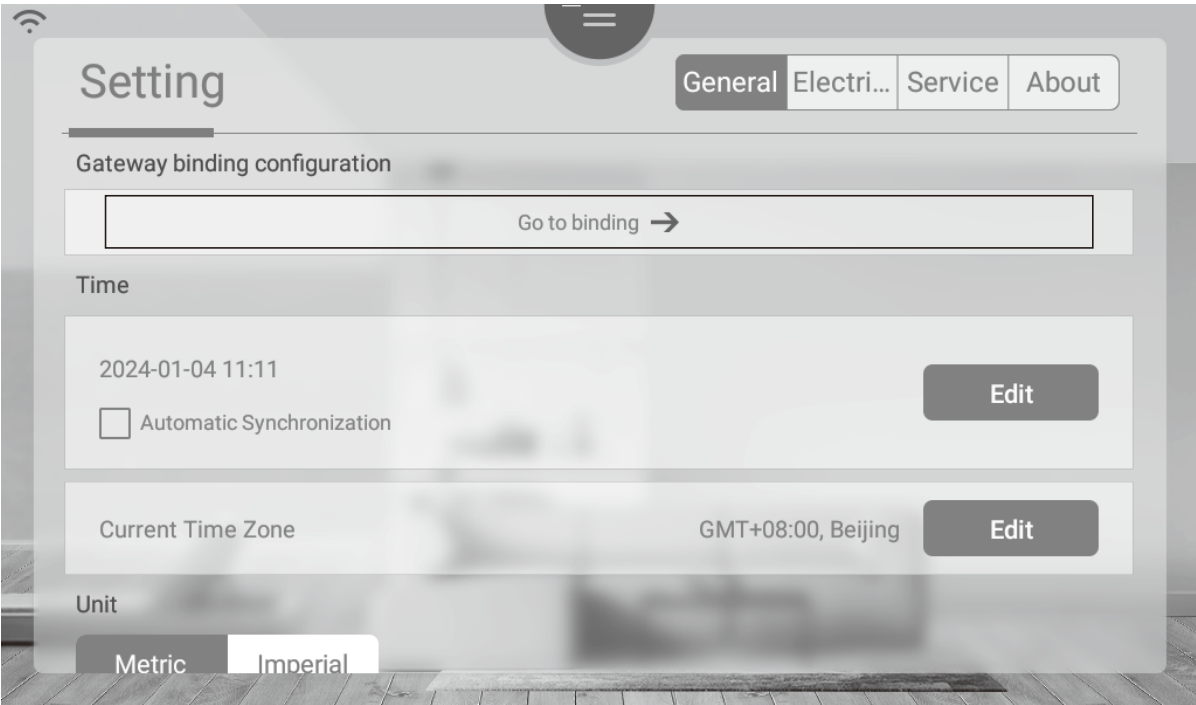 Setting
General Electri... Service About
Gateway binding configuration
Go to binding →
Time
2024-01-04 11:11
Automatic Synchronization
Edit
Current Time Zone GMT+08:00, Beijing Edit
Unit
Metric Imperial